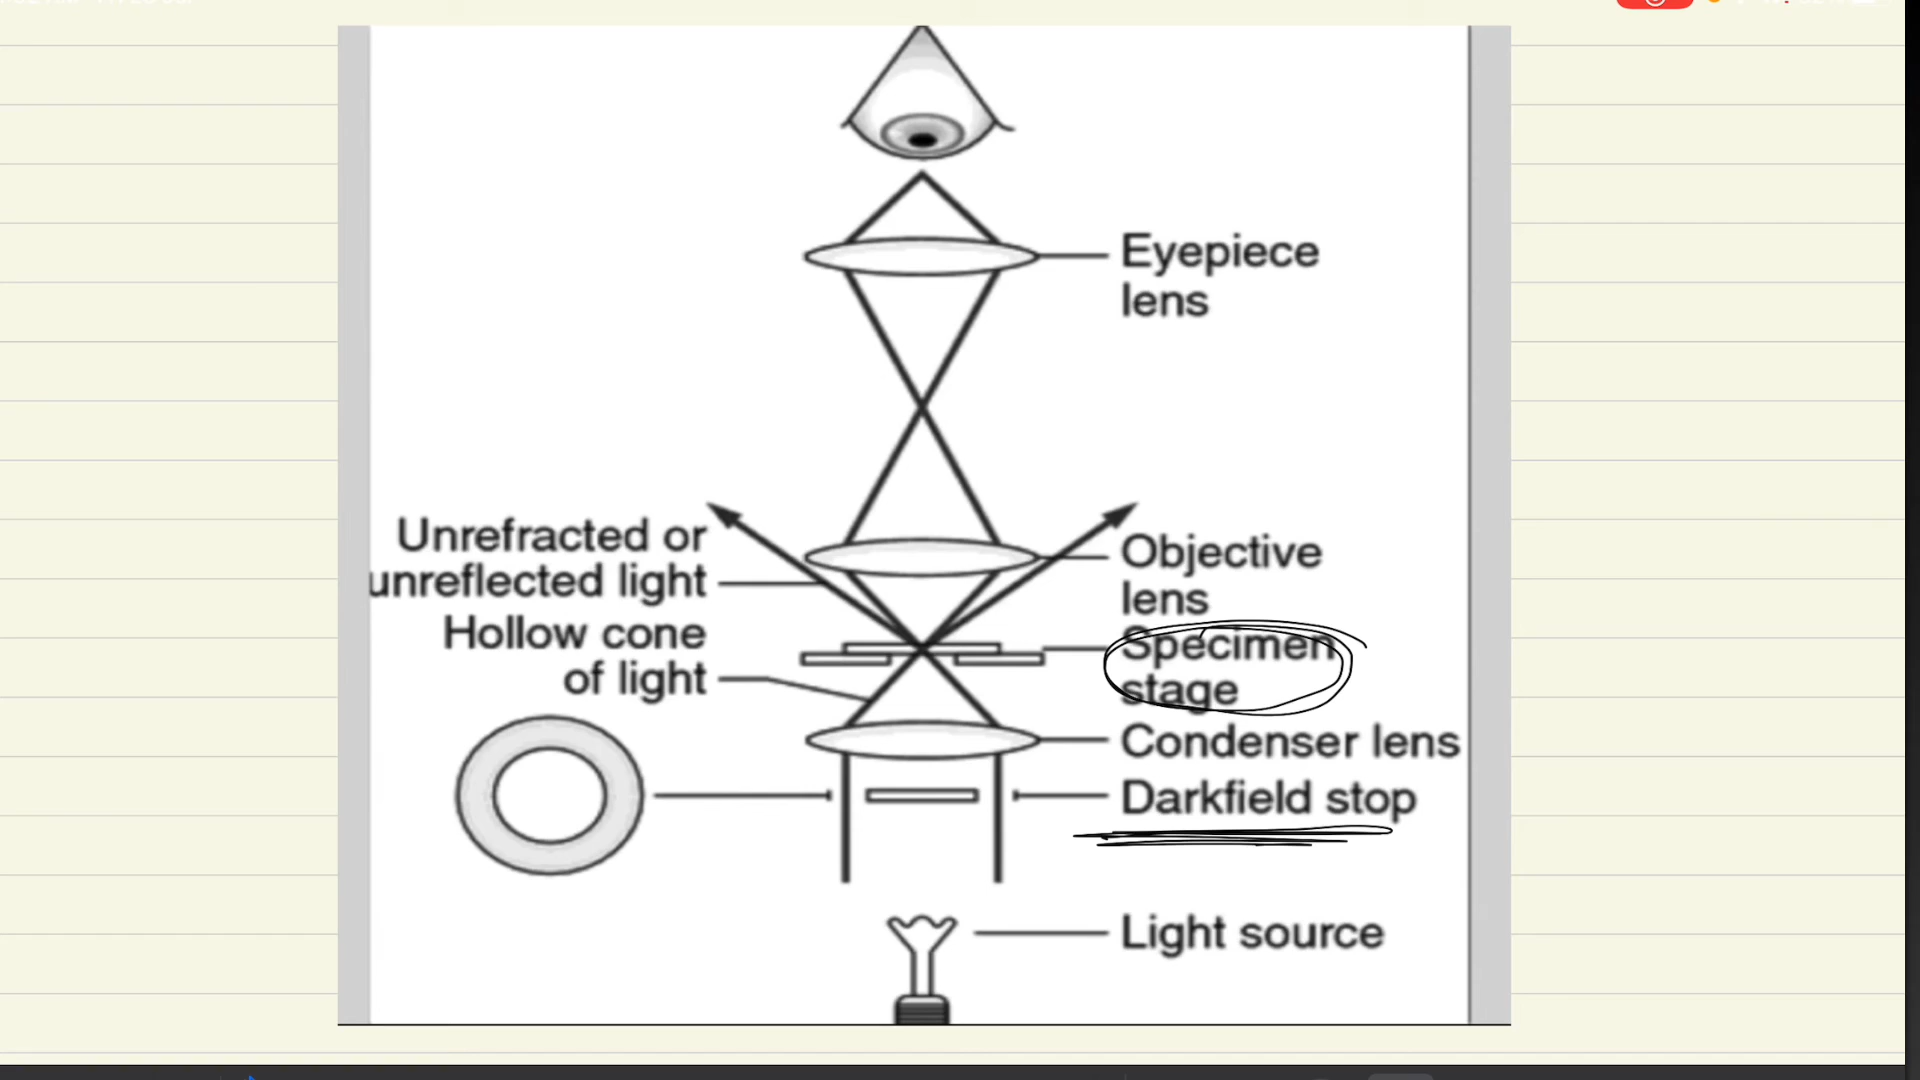 Eyepiece
lens
Unrefracted or
unreflected light
Objective
lens
Hollow cone
of light
Specimen
stage
Condenser lens
Darkfield stop
Light source